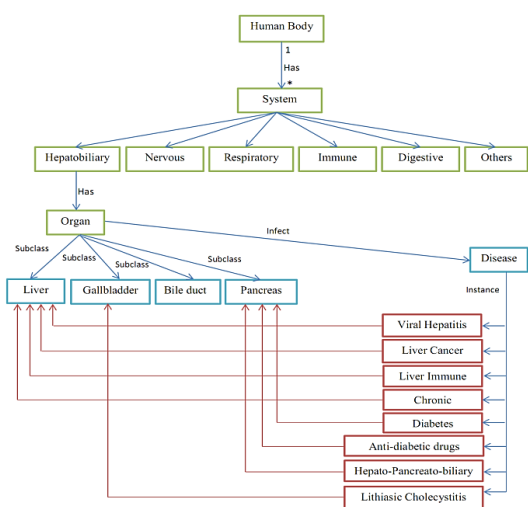 Human Body
1
Has
*
System
Hepatobiliary
Nervous
Respiratory
Immune
Digestive
Others
Has
Organ
Infect
Subclass
Subclass
Subclass
Subclass
Disease
Liver
Gallbladder
Bile duct
Pancreas
Instance
Viral Hepatitis
Liver Cancer
Liver Immune
Chronic
Diabetes
Anti-diabetic drugs
Hepato-Pancreato-biliary
Lithiasic Cholecystitis